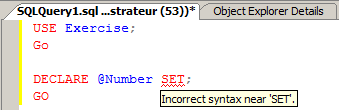 SQLQuery1.sql ...strateur (53))* Object Explorer Details
USE Exercise;
Go
DECLARE @Number SET;
GO
Incorrect syntax near 'SET'.